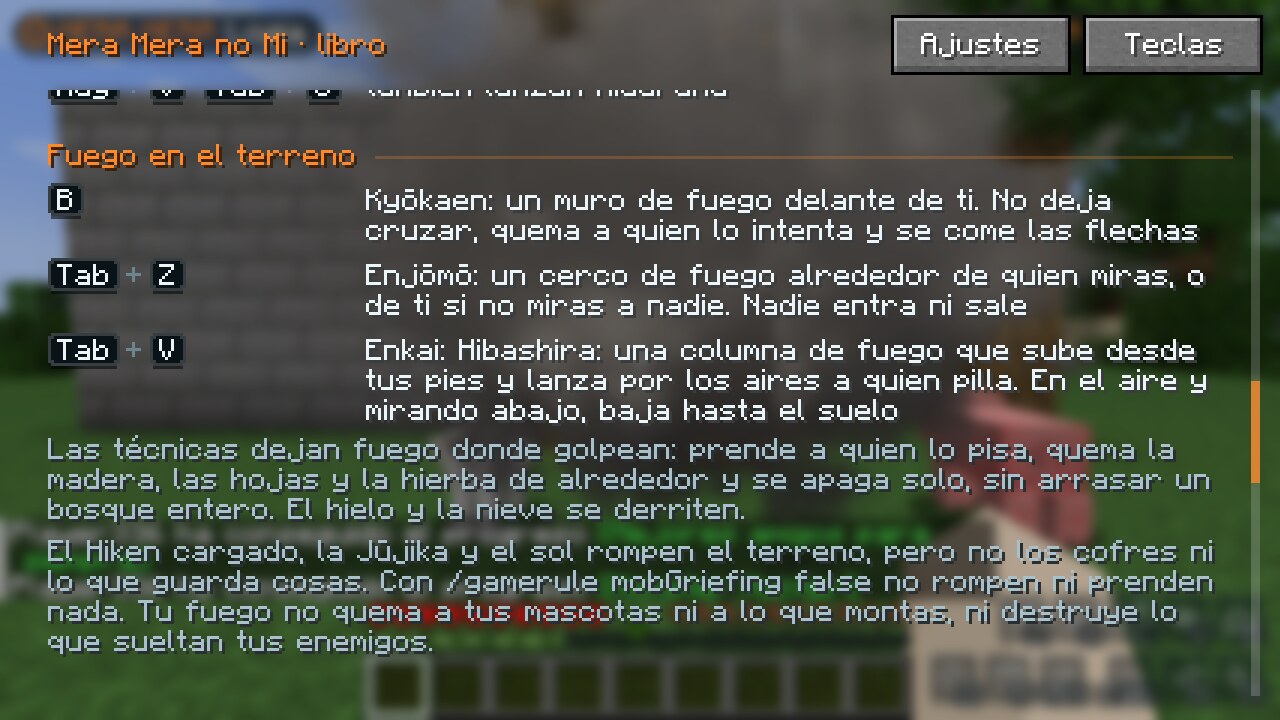 Mera Mera no Mi · libro
Ajustes
Teclas
Fuego en el terreno
B
Kyōkaen: un muro de fuego delante de ti. No deja
cruzar, quema a quien lo intenta y se come las flechas
Tab + Z
Enjōmō: un cerco de fuego alrededor de quien miras, o
de ti si no miras a nadie. Nadie entra ni sale
Tab + V
Enkai: Hibashira: una columna de fuego que sube desde
tus pies y lanza por los aires a quien pilla. En el aire y
mirando abajo, baja hasta el suelo
Las técnicas dejan fuego donde golpean: prende a quien lo pisa, quema la
madera, las hojas y la hierba de alrededor y se apaga solo, sin arrasar un
bosque entero. El hielo y la nieve se derriten.
El Hiken cargado, la Jūjika y el sol rompen el terreno, pero no los cofres ni
lo que guarda cosas. Con /gamerule mobGriefing false no rompen ni prenden
nada. Tu fuego no quema a tus mascotas ni a lo que montas, ni destruye lo
que sueltan tus enemigos.